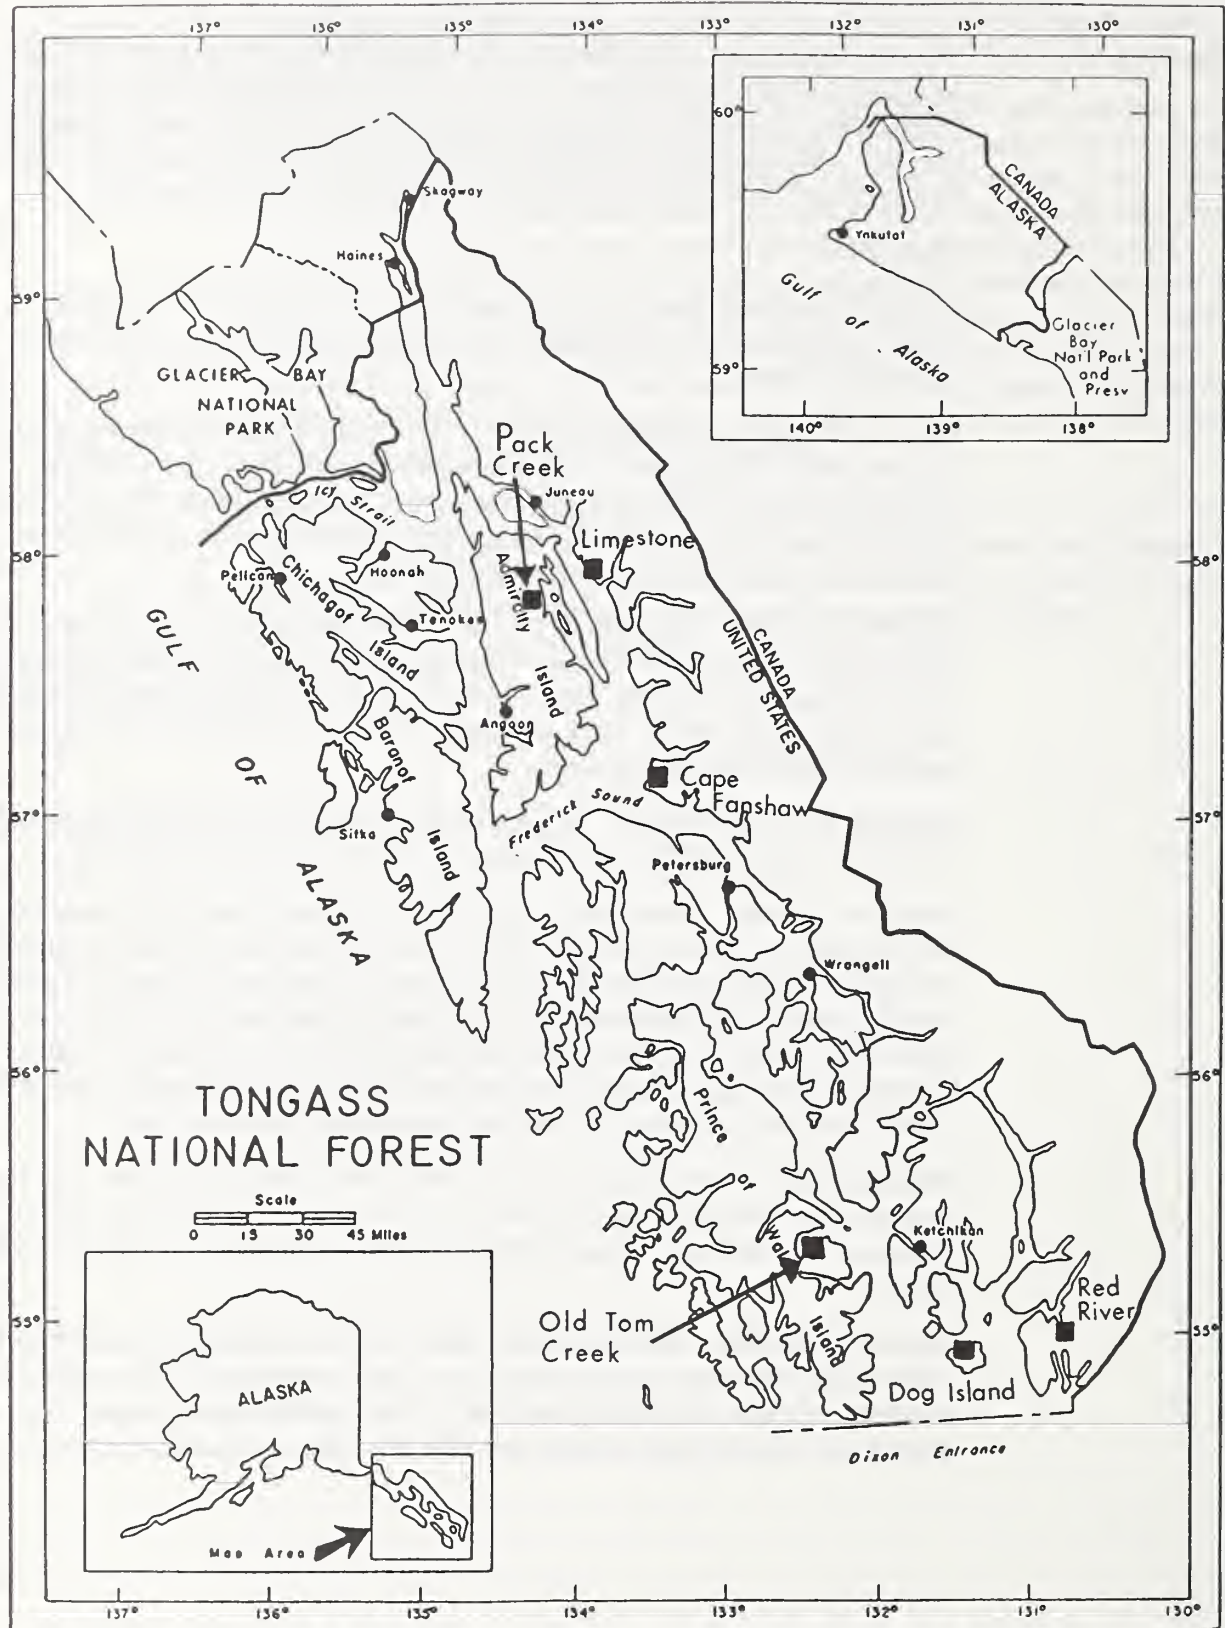 137° 136° 135° 134° 133° 132° 131° 130°
60°
CANADA
ALASKA
Skagway
Yakutat
Haines
Gulf
of
Alaska
59°
Glacier
Bay
Nat'l Park
and
Presv
59°
140° 139° 138°
GLACIER BAY
NATIONAL
PARK
Pack
Creek
Juneau
Icy Strait
Limestone
58°
58°
Pelican
Chichagof
Island
Hoonah
Admiralty
Island
Tenakee
GULF
OF
ALASKA
CANADA
UNITED STATES
Angoon
Baranof
Island
Cape
Fanshaw
Frederick Sound
57°
57°
Sitka
Petersburg
Wrangell
56°
56°
TONGASS
NATIONAL FOREST
Prince
of
Wal
Island
Scale
0 15 30 45 Miles
Ketchikan
Red
River
Old Tom
Creek
55°
55°
Dog Island
ALASKA
Dixon Entrance
Map Area
137° 136° 135° 134° 133° 132° 131° 130°